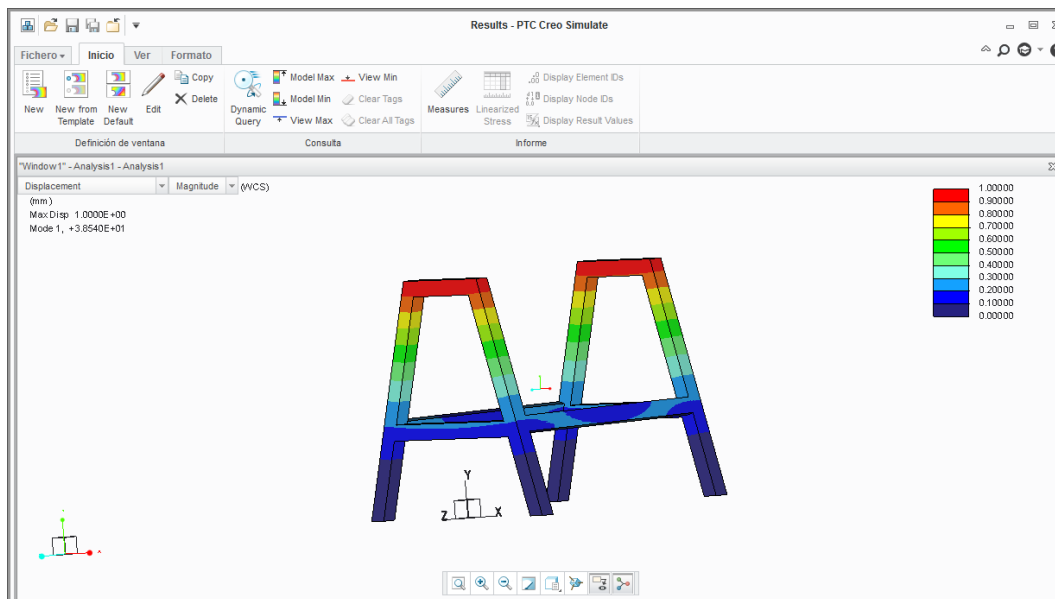 Results - PTC Creo Simulate
Fichero Inicio Ver Formato
New
New from Template
New Default
Edit
Copy
Delete
Definición de ventana
Dynamic Query
Model Max
Model Min
View Max
View Min
Clear Tags
Clear All Tags
Consulta
Measures
Linearized Stress
Display Element IDs
Display Node IDs
Display Result Values
Informe
"Window1" - Analysis1 - Analysis1
Displacement Magnitude (WCS)
(mm)
Max Disp 1.0000E+00
Mode 1, +3.8540E+01
1.00000
0.90000
0.80000
0.70000
0.60000
0.50000
0.40000
0.30000
0.20000
0.10000
0.00000
Y
Z X